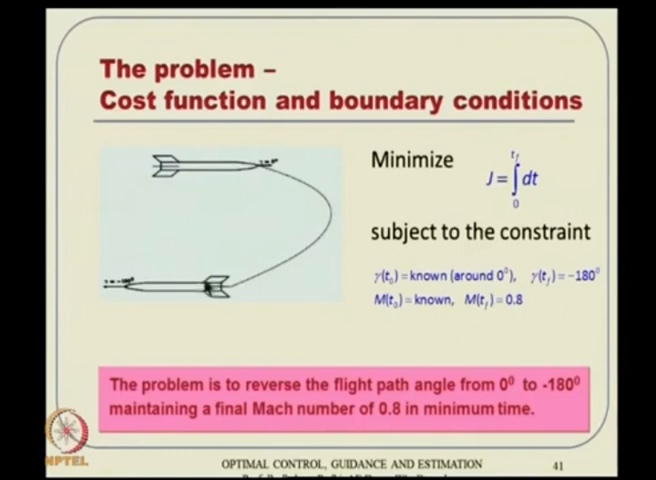 The problem –
Cost function and boundary conditions
Minimize
J = ∫₀^{t_f} dt
subject to the constraint
γ(t₀) = known (around 0⁰), γ(t_f) = −180⁰
M(t₀) = known, M(t_f) = 0.8
The problem is to reverse the flight path angle from 0⁰ to -180⁰
maintaining a final Mach number of 0.8 in minimum time.
NPTEL
OPTIMAL CONTROL, GUIDANCE AND ESTIMATION
41